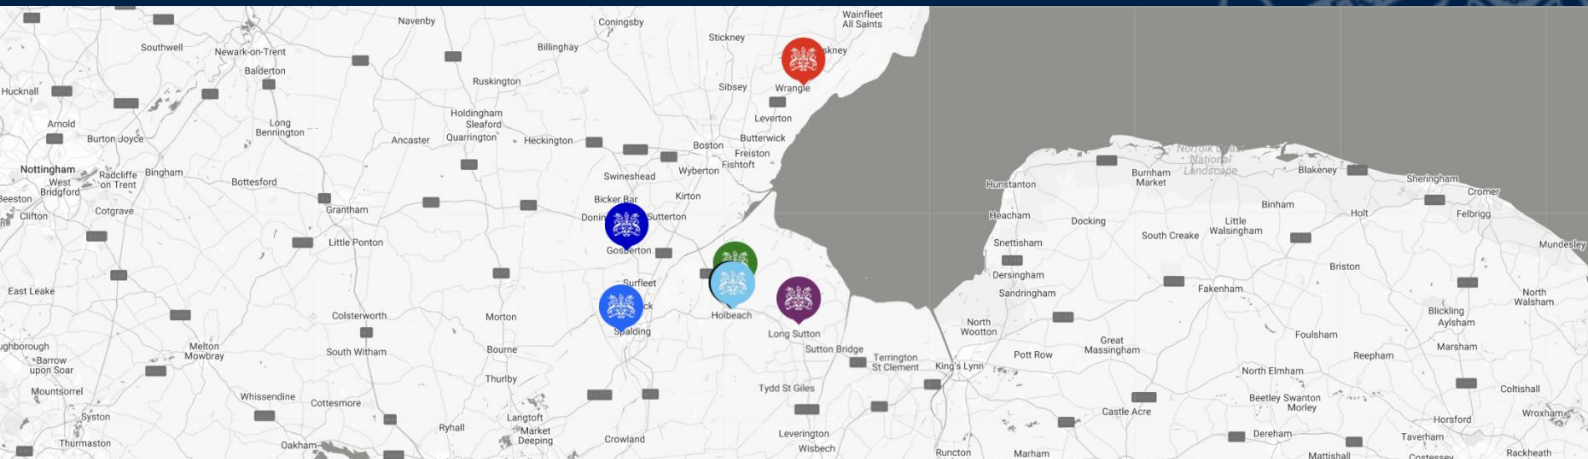 Wainfleet
All Saints
Navenby
Coningsby
Stickney
Southwell
Newark-on-Trent
Billinghay
Balderton
Ruskington
Sibsey
Wrangle
Hucknall
Holdingham
Sleaford
Leverton
Arnold
Burton Joyce
Long
Bennington
Ancaster
Quarrington
Heckington
Boston
Butterwick
Freiston
Fishtoft
Nottingham
West
Bridgford
Radcliffe
on Trent
Bingham
Bottesford
Swineshead
Wyberton
Norfolk
National
Landscape
Hunstanton
Burnham
Market
Blakeney
Sheringham
Cromer
Bicker Bar
Kirton
Clifton
Cotgrave
Grantham
Sutterton
Heacham
Docking
Little
Walsingham
Binham
Holt
Felbrigg
Little Ponton
Gosberton
Snettisham
South Creake
Mundesley
Dersingham
Briston
East Leake
Surfleet
Sandringham
Fakenham
North
Walsham
Colsterworth
Morton
Holbeach
Spalding
Long Sutton
North
Wootton
Blickling
Aylsham
Foulsham
Melton
Mowbray
South Witham
Bourne
Sutton Bridge
Great
Massingham
Marsham
Barrow
upon Soar
Terrington
St Clement
King's Lynn
Pott Row
Reepham
Thurlby
North Elmham
Mountsorrel
Whissendine
Cottesmore
Tydd St Giles
Beetley
Swanton
Morley
Coltishall
Syston
Langtoft
Market
Deeping
Castle Acre
Horsford
Wroxham
Thurmaston
Oakham
Ryhall
Crowland
Leverington
Wisbech
Dereham
Taverham
Runcton
Marham
Mattishall
Costessey
Rackheath